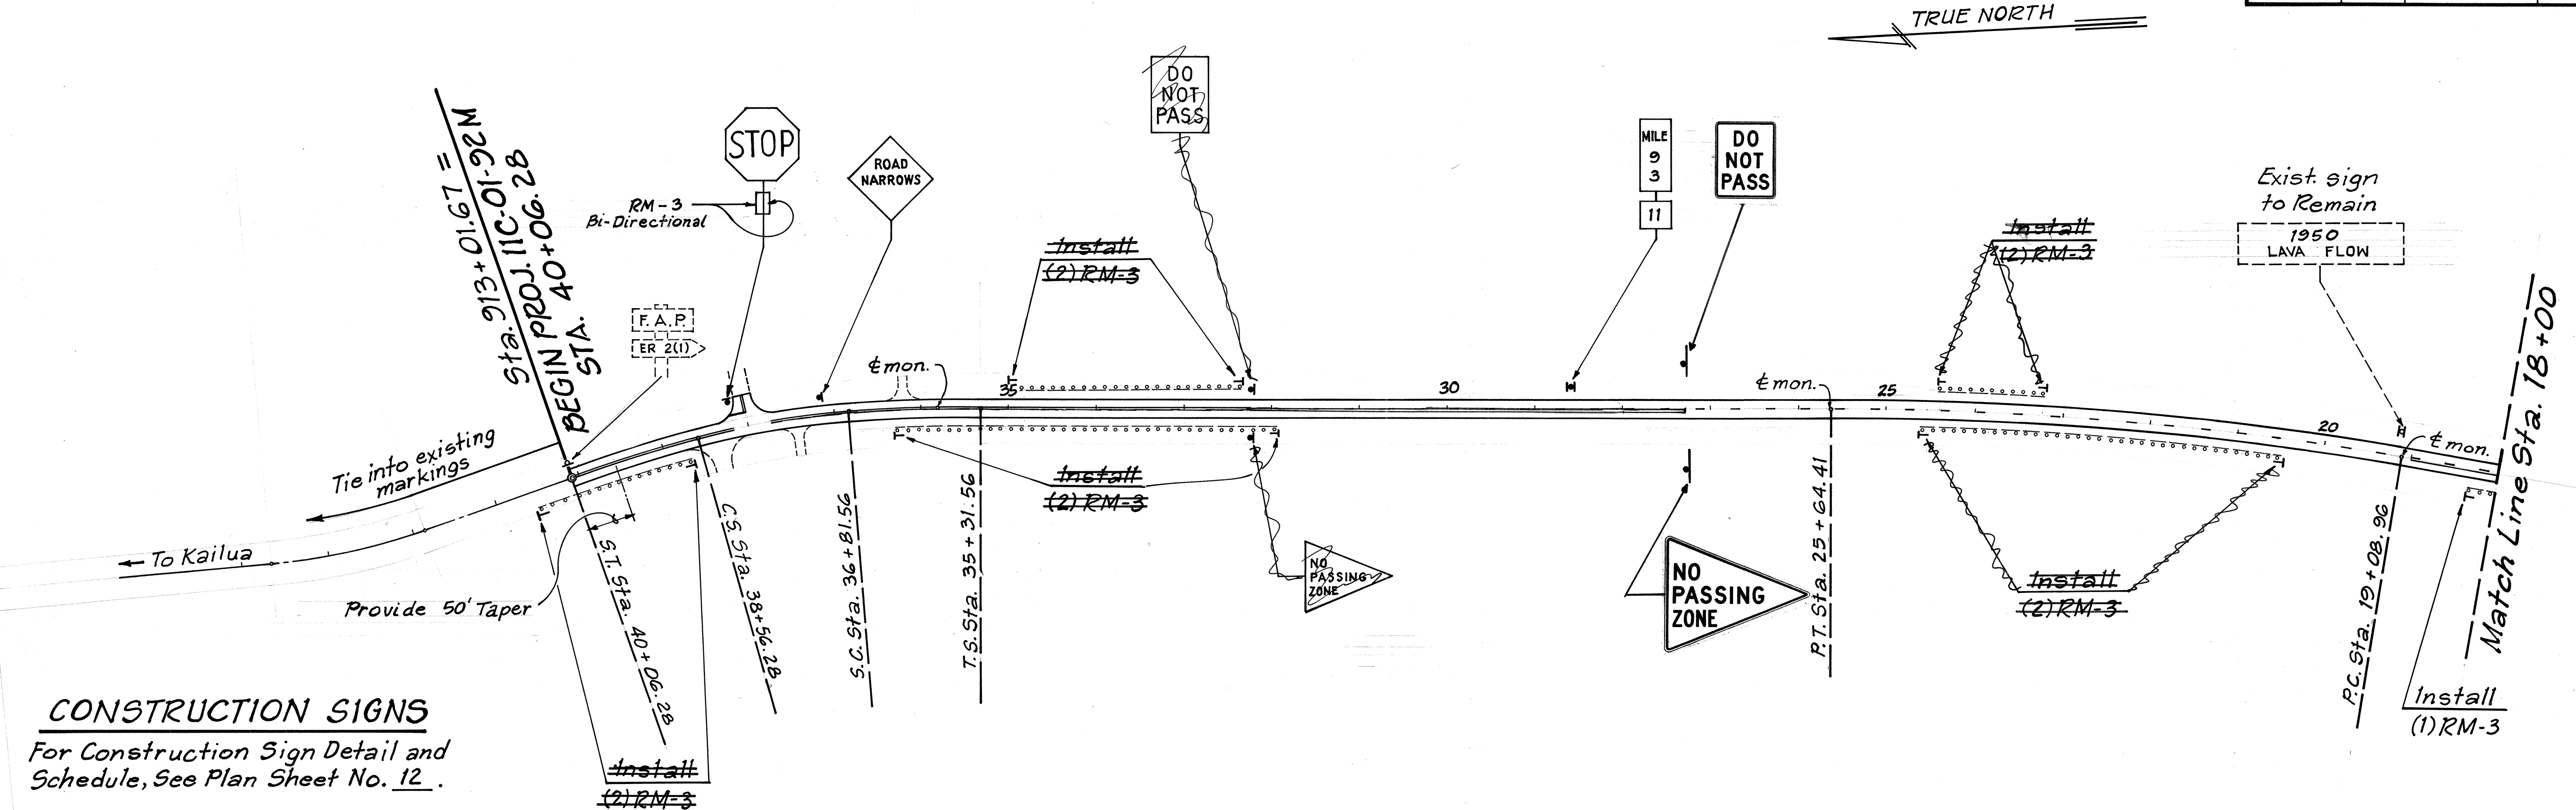 TRUE NORTH
Sta. 913+01.67 =
BEGIN PROJ. 11C-01-92M
STA. 40+06.28
STOP
RM-3
Bi-Directional
ROAD
NARROWS
DO
NOT
PASS
MILE
9
3
11
DO
NOT
PASS
Exist. sign
to Remain
1950
LAVA FLOW
F. A. P.
ER 2(1)
Install
(2) RM-3
Install
(2) RM-3
℄ mon.
35
30
℄ mon.
25
20
℄ mon.
Match Line Sta. 18+00
Tie into existing
markings
To Kailua
Provide 50' Taper
S.T. Sta. 40+06.28
C.S. Sta. 38+56.28
S.C. Sta. 36+81.56
T.S. Sta. 35+31.56
Install
(2) RM-3
NO
PASSING
ZONE
NO
PASSING
ZONE
P.T. Sta. 25+64.41
Install
(2) RM-3
P.C. Sta. 19+08.96
Install
(1) RM-3
Install
(2) RM-3
CONSTRUCTION SIGNS
For Construction Sign Detail and
Schedule, See Plan Sheet No. 12 .